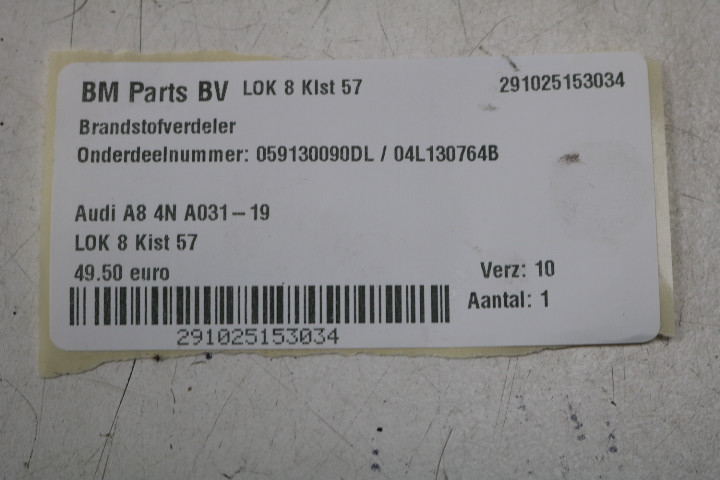 BM Parts BV LOK 8 Kist 57 291025153034
Brandstofverdeler
Onderdeelnummer: 059130090DL / 04L130764B
Audi A8 4N A031-19
LOK 8 Kist 57
49.50 euro Verz: 10
Aantal: 1
291025153034